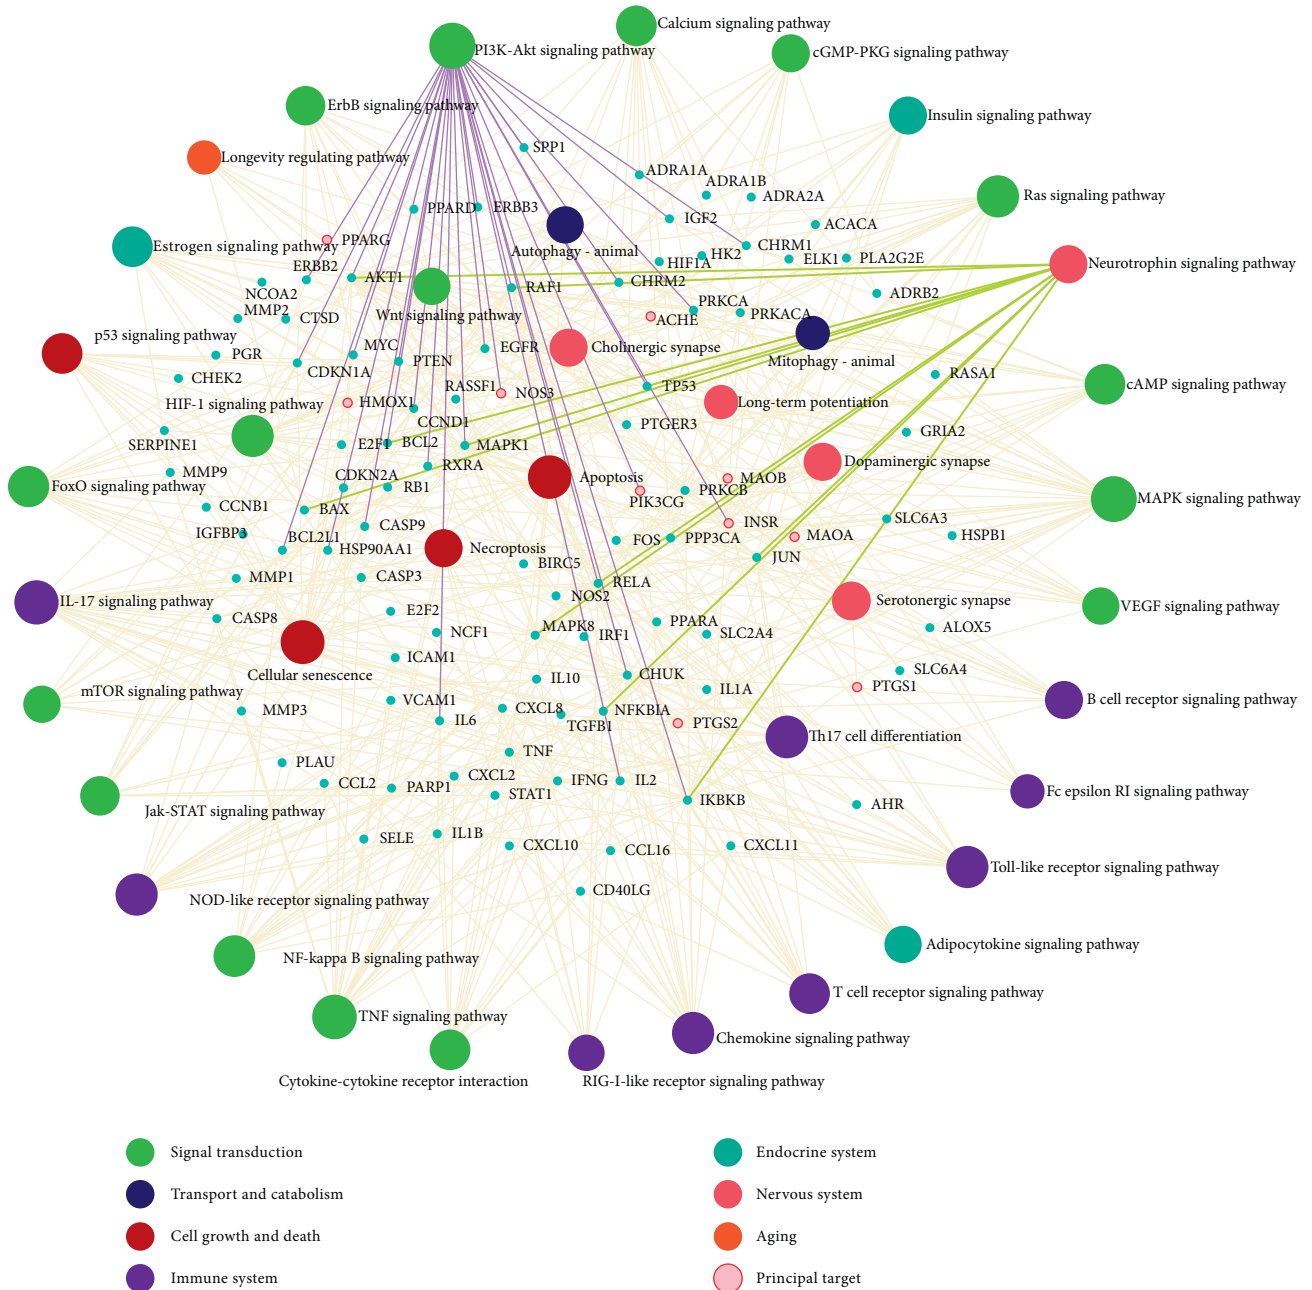 Calcium signaling pathway
PI3K-Akt signaling pathway
cGMP-PKG signaling pathway
ErbB signaling pathway
Insulin signaling pathway
SPP1
Longevity regulating pathway
ADRA1A
ADRA1B
ADRA2A
Ras signaling pathway
PPARD
ERBB3
IGF2
ACACA
PPARG
Estrogen signaling pathway
Autophagy - animal
CHRM1
HK2
HIF1A
ELK1
PLA2G2E
Neurotrophin signaling pathway
ERBB2
AKT1
RAF1
CHRM2
NCOA2
ADRB2
PRKCA
MMP2
CTSD
Wnt signaling pathway
ACHE
PRKACA
p53 signaling pathway
MYC
EGFR
Cholinergic synapse
PGR
PTEN
Mitophagy - animal
CDKN1A
RASA1
CHEK2
RASSF1
NOS3
TP53
cAMP signaling pathway
HIF-1 signaling pathway
HMOX1
Long-term potentiation
CCND1
PTGER3
GRIA2
SERPINE1
E2F1
BCL2
MAPK1
MMP9
CDKN2A
RXRA
Apoptosis
Dopaminergic synapse
FoxO signaling pathway
RB1
MAOB
PRKCB
PIK3CG
MAPK signaling pathway
CCNB1
BAX
INSR
SLC6A3
IGFBP3
CASP9
BCL2L1
HSP90AA1
Necroptosis
FOS
PPP3CA
MAOA
HSPB1
JUN
BIRC5
MMP1
CASP3
RELA
NOS2
IL-17 signaling pathway
Serotonergic synapse
VEGF signaling pathway
CASP8
E2F2
NCF1
MAPK8
IRF1
PPARA
SLC2A4
ALOX5
ICAM1
Cellular senescence
CHUK
SLC6A4
IL10
IL1A
PTGS1
mTOR signaling pathway
VCAM1
B cell receptor signaling pathway
MMP3
IL6
CXCL8
TGFB1
NFKBIA
PTGS2
Th17 cell differentiation
TNF
PLAU
CCL2
PARP1
CXCL2
IFNG
IL2
STAT1
IKBKB
Fc epsilon RI signaling pathway
Jak-STAT signaling pathway
AHR
SELE
IL1B
CXCL10
CCL16
CXCL11
Toll-like receptor signaling pathway
CD40LG
NOD-like receptor signaling pathway
Adipocytokine signaling pathway
NF-kappa B signaling pathway
T cell receptor signaling pathway
TNF signaling pathway
Chemokine signaling pathway
Cytokine-cytokine receptor interaction
RIG-I-like receptor signaling pathway
Signal transduction
Transport and catabolism
Cell growth and death
Immune system
Endocrine system
Nervous system
Aging
Principal target